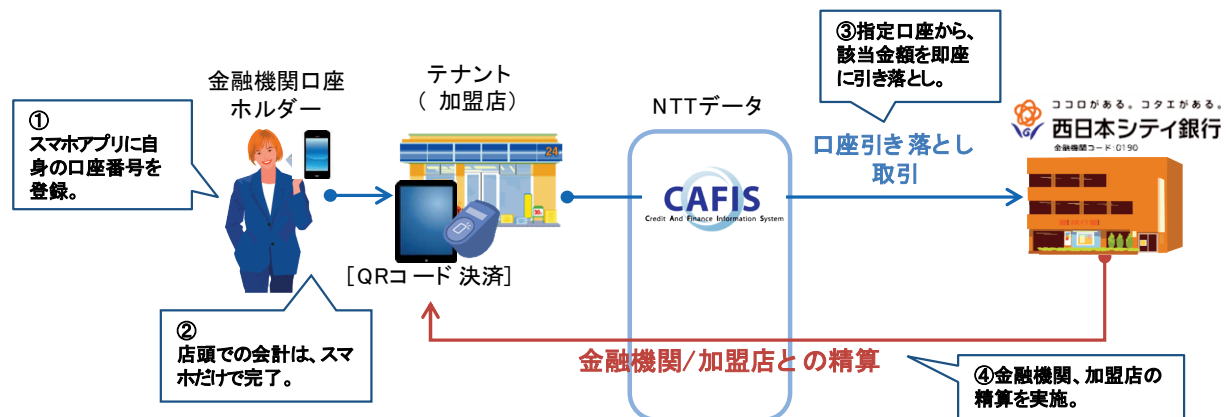 ①
スマホアプリに自
身の口座番号を
登録。
金融機関口座
ホルダー
テナント
( 加盟店)
24
[QRコード 決済]
②
店頭での会計は、スマ
ホだけで完了。
NTTデータ
CAFIS
Credit And Finance Information System
③指定口座から、
該当金額を即座
に引き落とし。
口座引き落とし
取引
ココロがある。コタエがある。
西日本シティ銀行
金融機関コード:0190
金融機関/加盟店との精算
④金融機関、加盟店の
精算を実施。